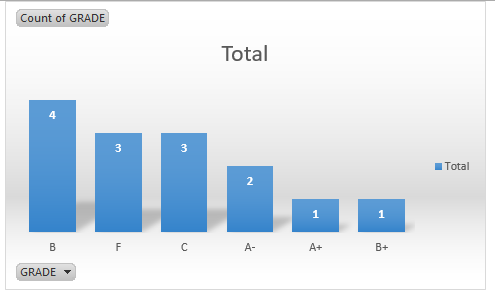 Count of GRADE
Total
4 3 3 2 1 1
Total
B F C A- A+ B+
GRADE